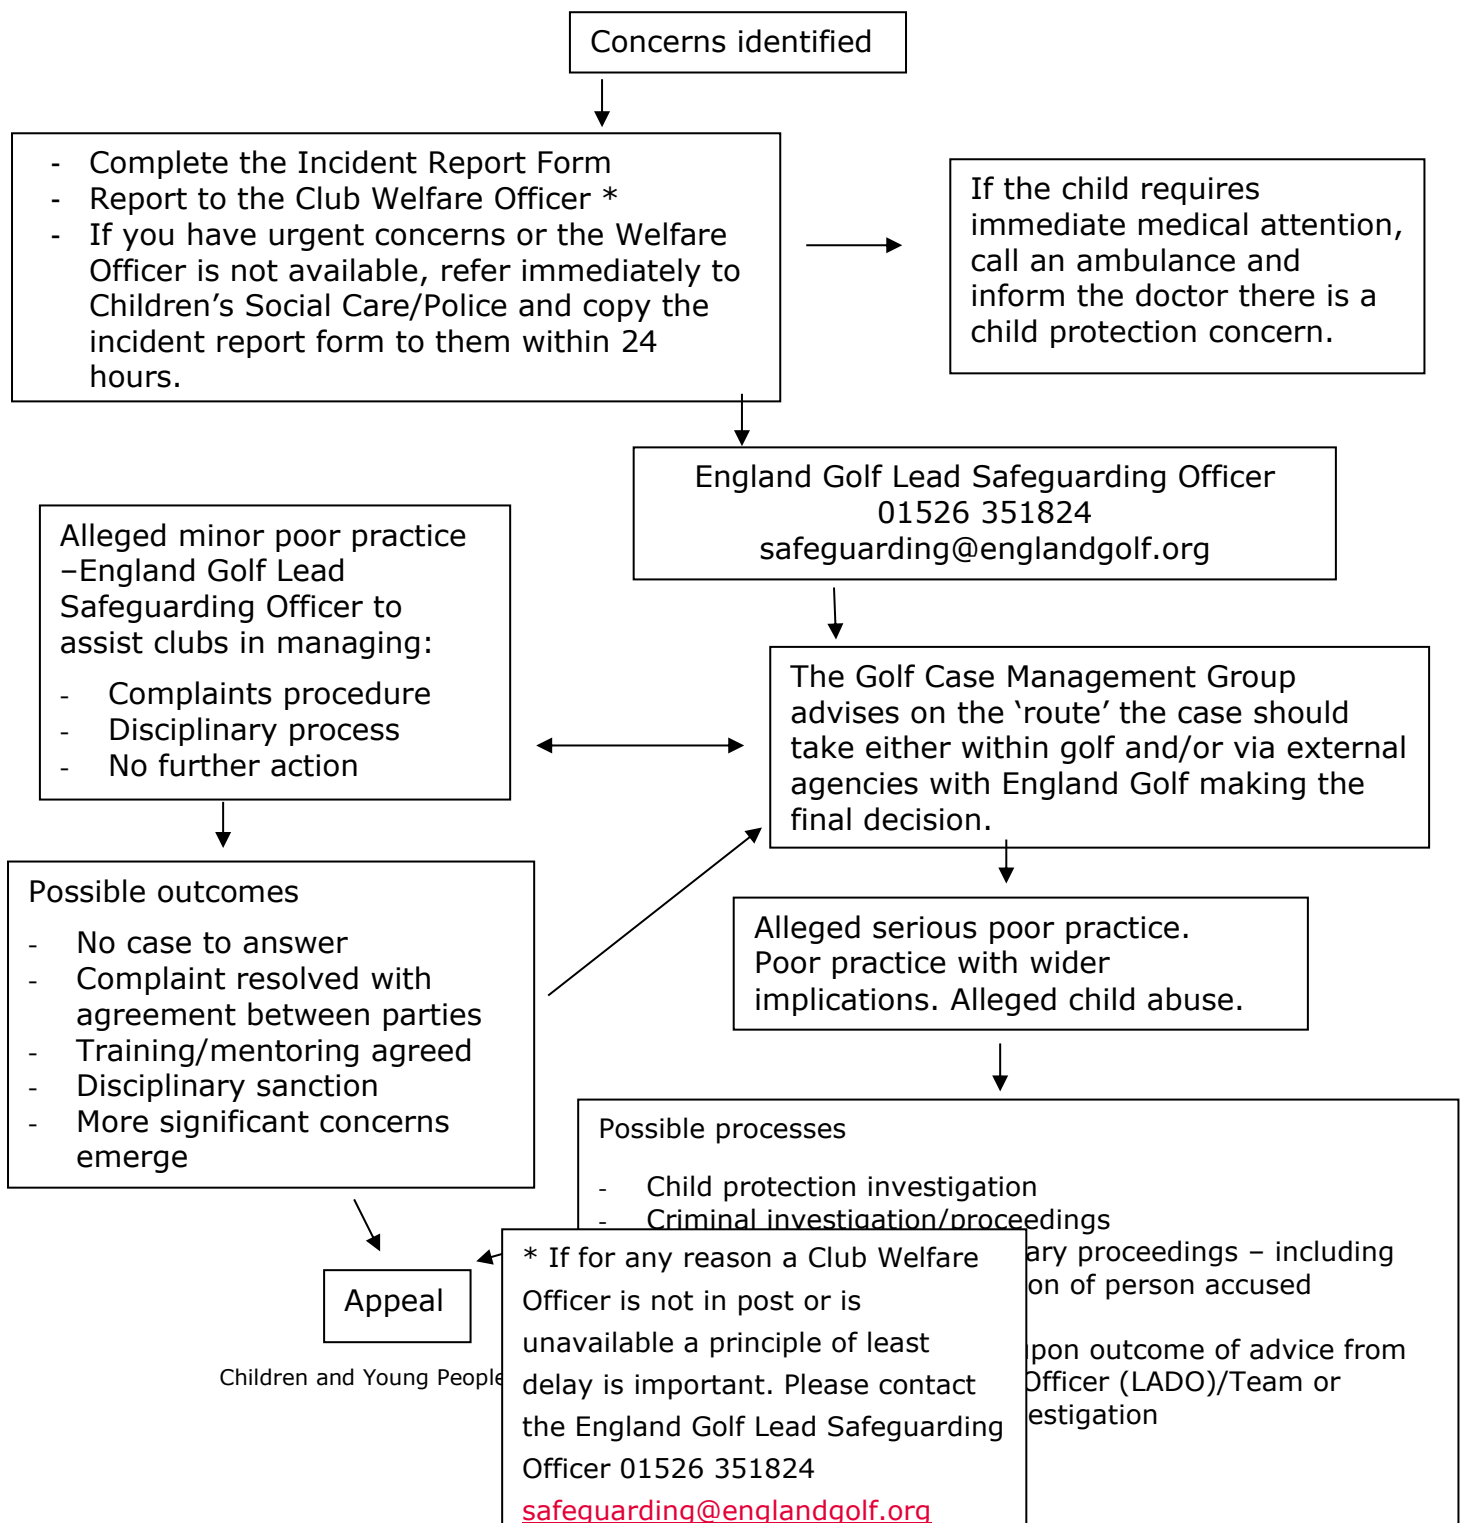 Concerns identified
- Complete the Incident Report Form
- Report to the Club Welfare Officer *
- If you have urgent concerns or the Welfare
Officer is not available, refer immediately to
Children’s Social Care/Police and copy the
incident report form to them within 24
hours.
If the child requires
immediate medical attention,
call an ambulance and
inform the doctor there is a
child protection concern.
England Golf Lead Safeguarding Officer
01526 351824
safeguarding@englandgolf.org
Alleged minor poor practice
–England Golf Lead
Safeguarding Officer to
assist clubs in managing:
- Complaints procedure
- Disciplinary process
- No further action
The Golf Case Management Group
advises on the ‘route’ the case should
take either within golf and/or via external
agencies with England Golf making the
final decision.
Possible outcomes
- No case to answer
- Complaint resolved with
agreement between parties
- Training/mentoring agreed
- Disciplinary sanction
- More significant concerns
emerge
Alleged serious poor practice.
Poor practice with wider
implications. Alleged child abuse.
Possible processes
- Child protection investigation
- Criminal investigation/proceedings
proceedings – including
of person accused
outcome of advice from
Officer (LADO)/Team or
Appeal
Children and Young People
* If for any reason a Club Welfare
Officer is not in post or is
unavailable a principle of least
delay is important. Please contact
the England Golf Lead Safeguarding
Officer 01526 351824
safeguarding@englandgolf.org